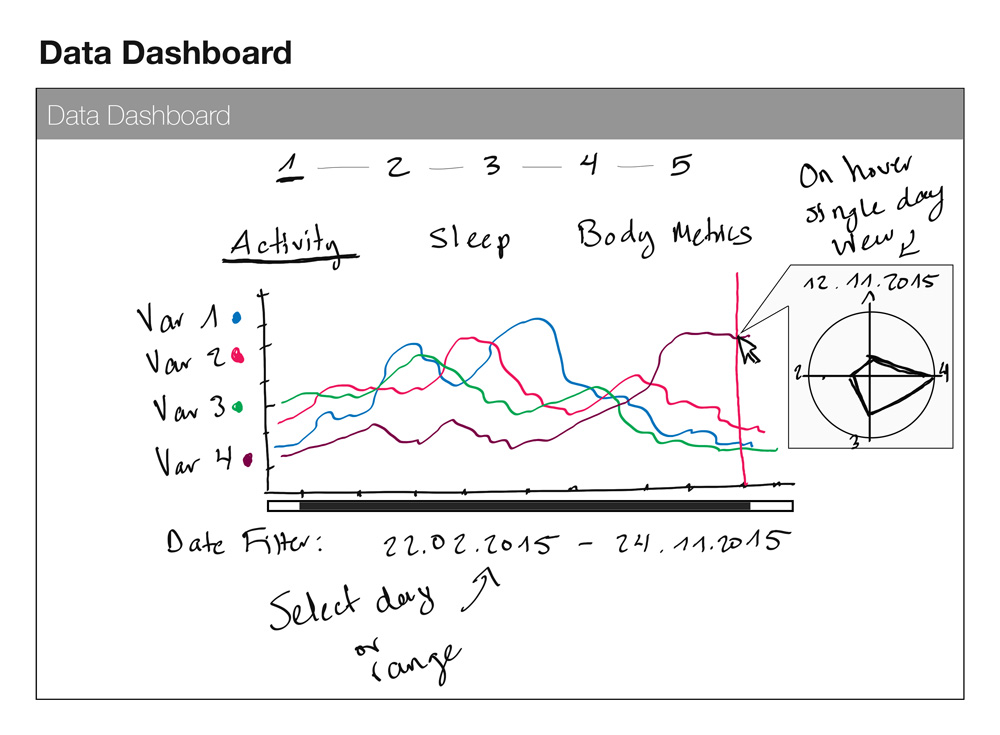 Data Dashboard
Data Dashboard
1 — 2 — 3 — 4 — 5
On hover
single day
view
Activity
Sleep
Body Metrics
12.11.2015
Var 1
Var 2
Var 3
Var 4
1
2
4
3
Date Filter: 22.02.2015 - 24.11.2015
Select day
or
range